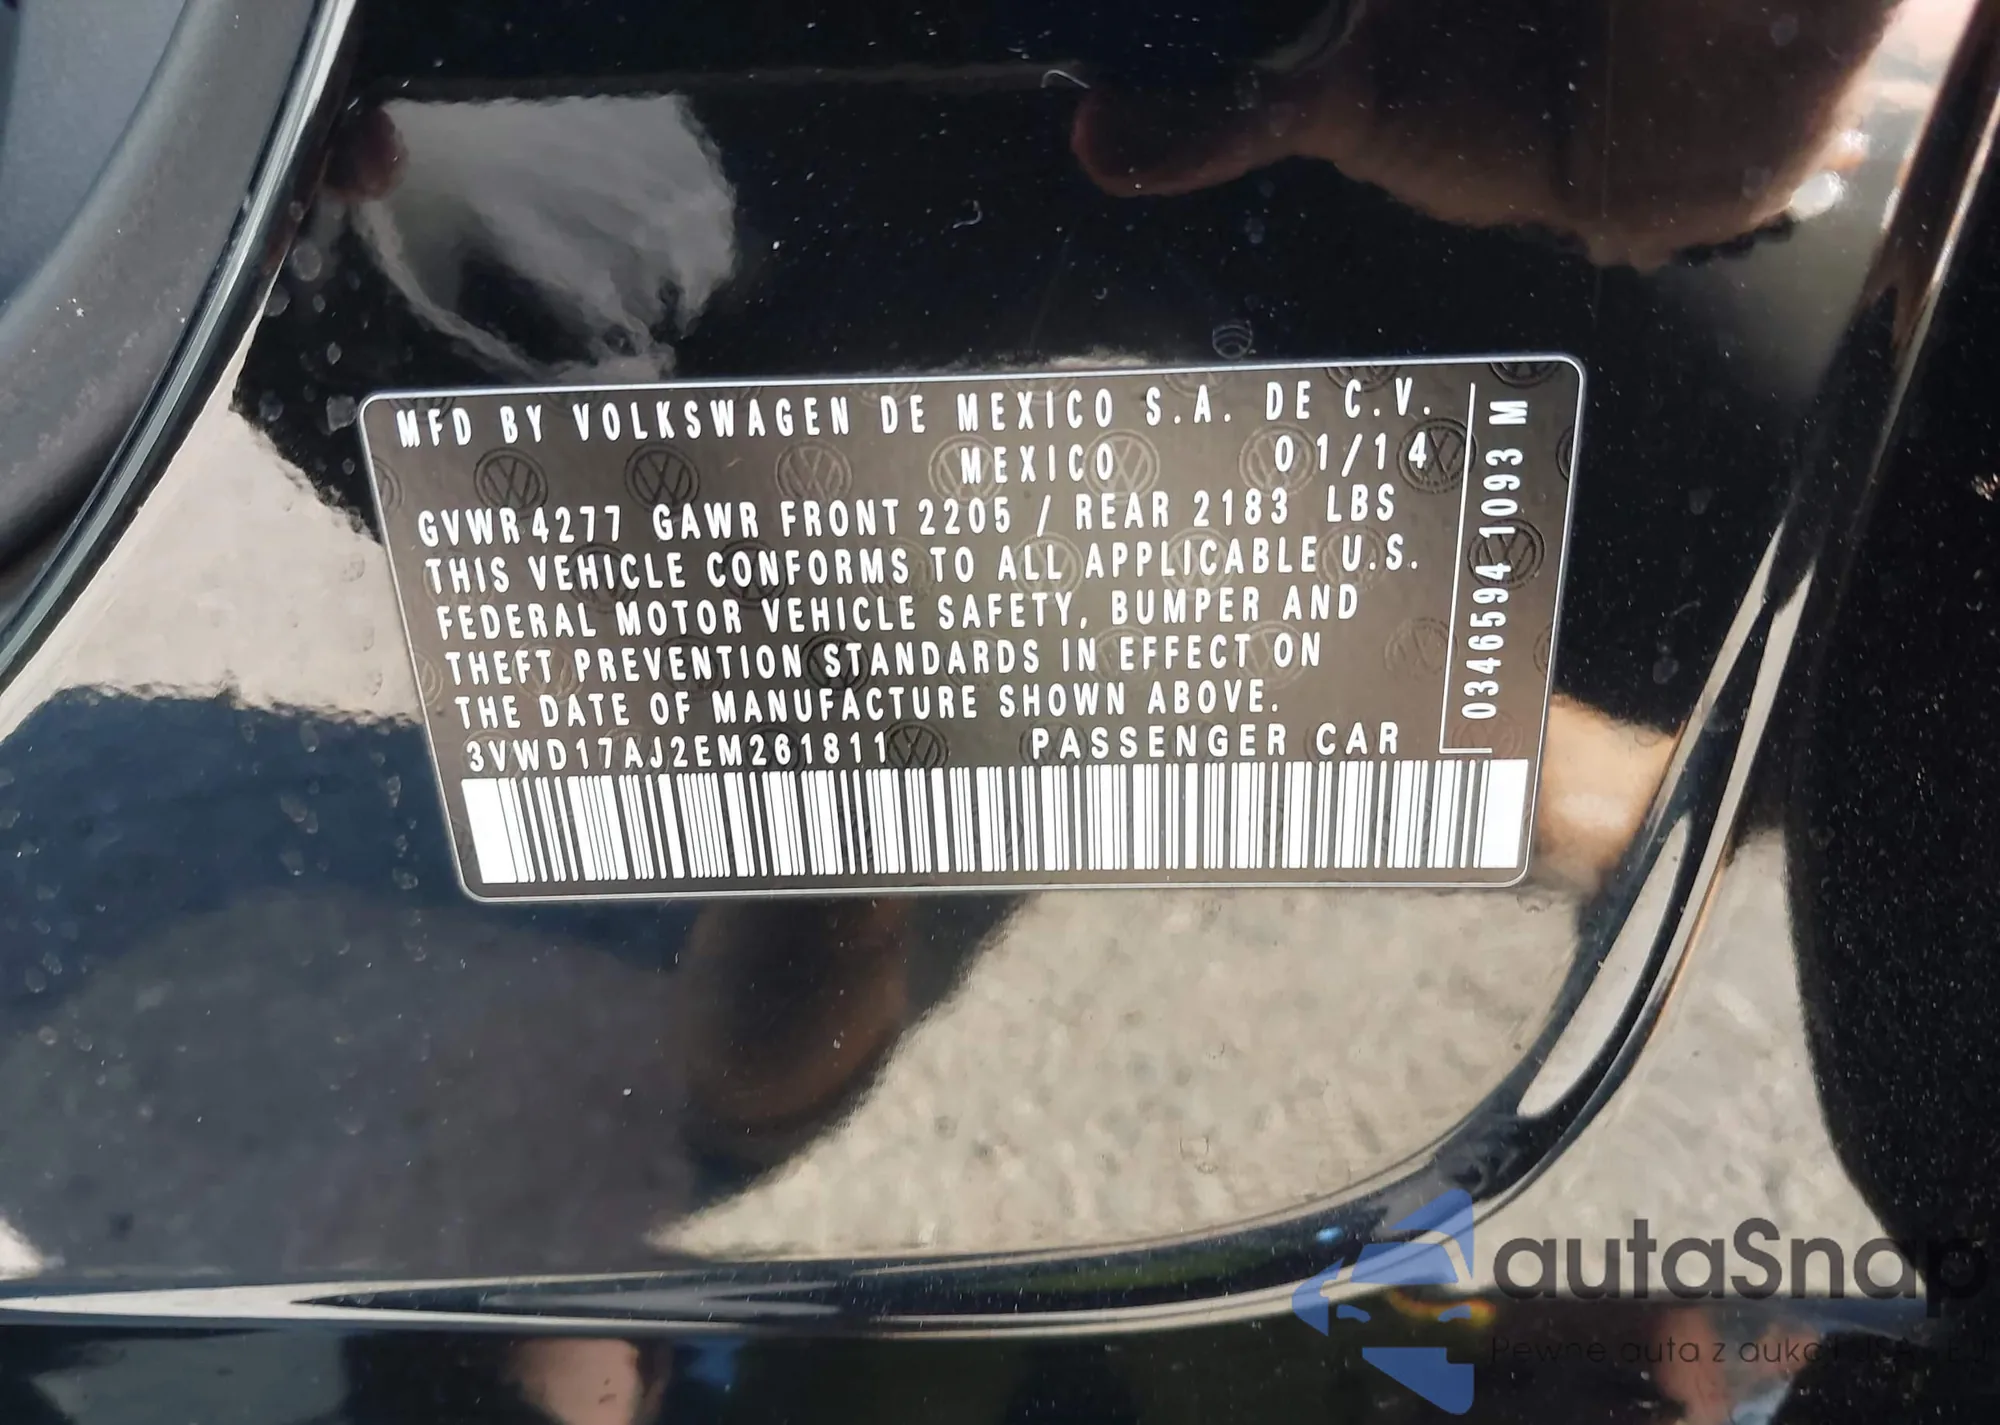 MFD BY VOLKSWAGEN DE MEXICO S.A. DE C.V.
MEXICO 01/14
GVWR 4277 GAWR FRONT 2205 / REAR 2183 LBS
THIS VEHICLE CONFORMS TO ALL APPLICABLE U.S.
FEDERAL MOTOR VEHICLE SAFETY, BUMPER AND
THEFT PREVENTION STANDARDS IN EFFECT ON
THE DATE OF MANUFACTURE SHOWN ABOVE.
3VWD17AJ2EM261811 PASSENGER CAR
0346594 1093 M
autaSnap
Pewne auta z